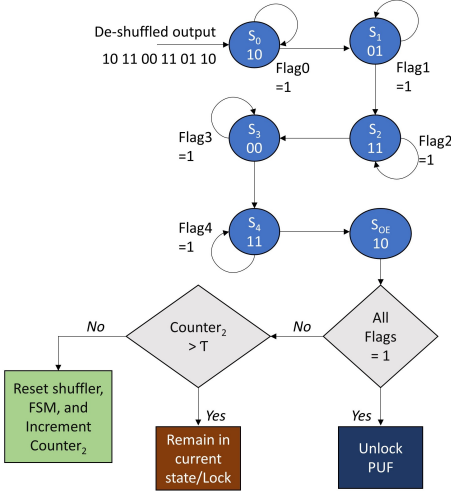 De-shuffled output
10 11 00 11 01 10
S0
10
Flag0
=1
S1
01
Flag1
=1
S2
11
Flag2
=1
S3
00
Flag3
=1
S4
11
Flag4
=1
SOE
10
All
Flags
= 1
No
Yes
Counter2
> Ƭ
No
Yes
Reset shuffler,
FSM, and
Increment
Counter2
Remain in
current
state/Lock
Unlock
PUF